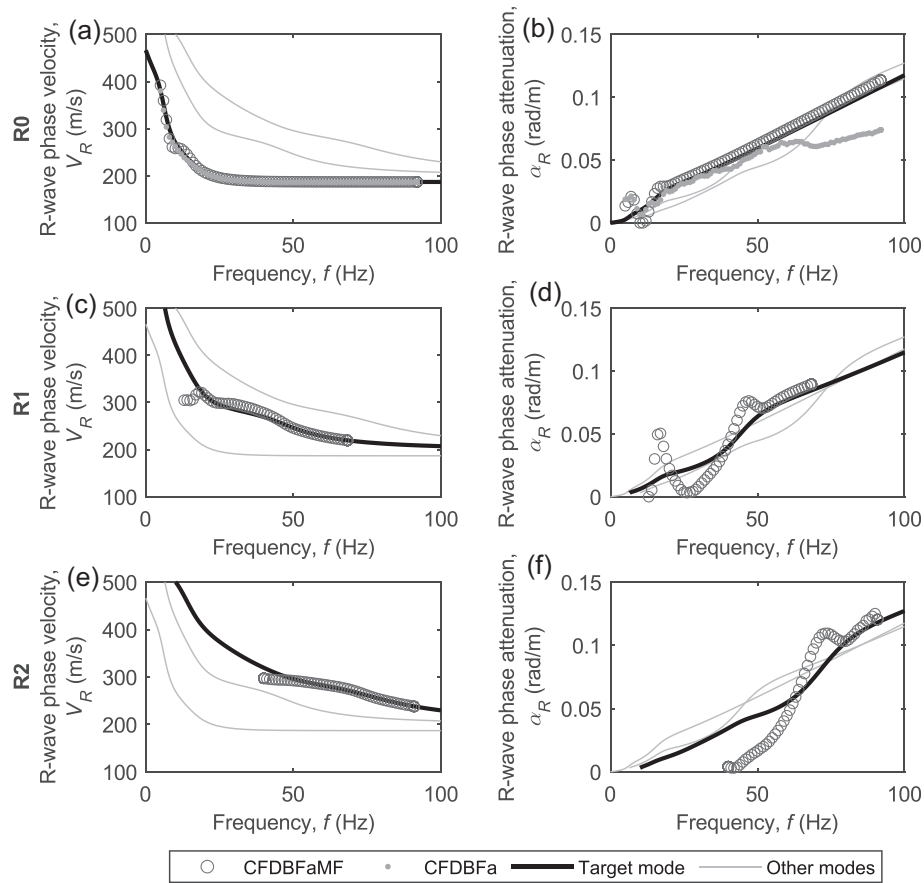 (a)
(b)
R0
R-wave phase velocity,
V_R (m/s)
500
400
300
200
100
0
50
100
Frequency, f (Hz)
R-wave phase attenuation,
α_R (rad/m)
0.15
0.1
0.05
0
0
50
100
Frequency, f (Hz)
(c)
(d)
R1
R-wave phase velocity,
V_R (m/s)
500
400
300
200
100
0
50
100
Frequency, f (Hz)
R-wave phase attenuation,
α_R (rad/m)
0.15
0.1
0.05
0
0
50
100
Frequency, f (Hz)
(e)
(f)
R2
R-wave phase velocity,
V_R (m/s)
500
400
300
200
100
0
50
100
Frequency, f (Hz)
R-wave phase attenuation,
α_R (rad/m)
0.15
0.1
0.05
0
0
50
100
Frequency, f (Hz)
CFDBFaMF
CFDBFa
Target mode
Other modes